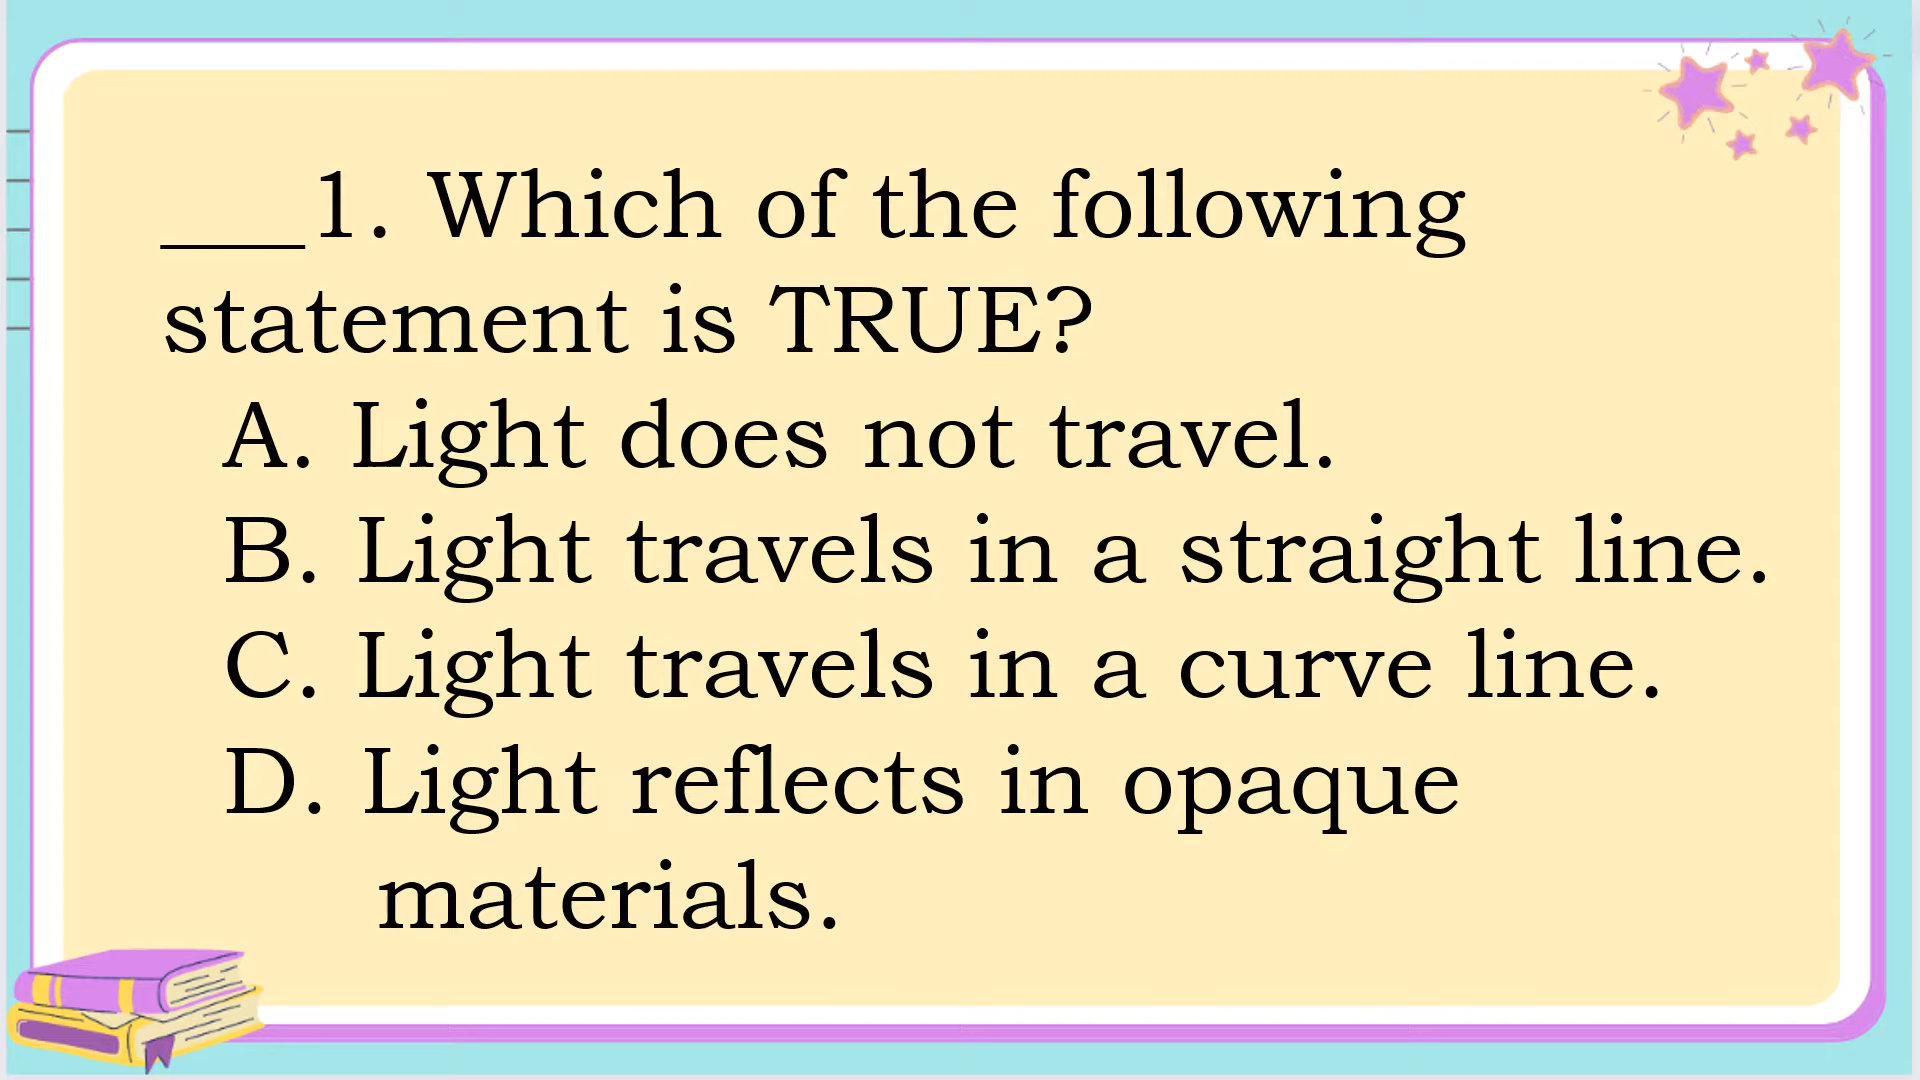 ___1. Which of the following
statement is TRUE?
A. Light does not travel.
B. Light travels in a straight line.
C. Light travels in a curve line.
D. Light reflects in opaque
materials.